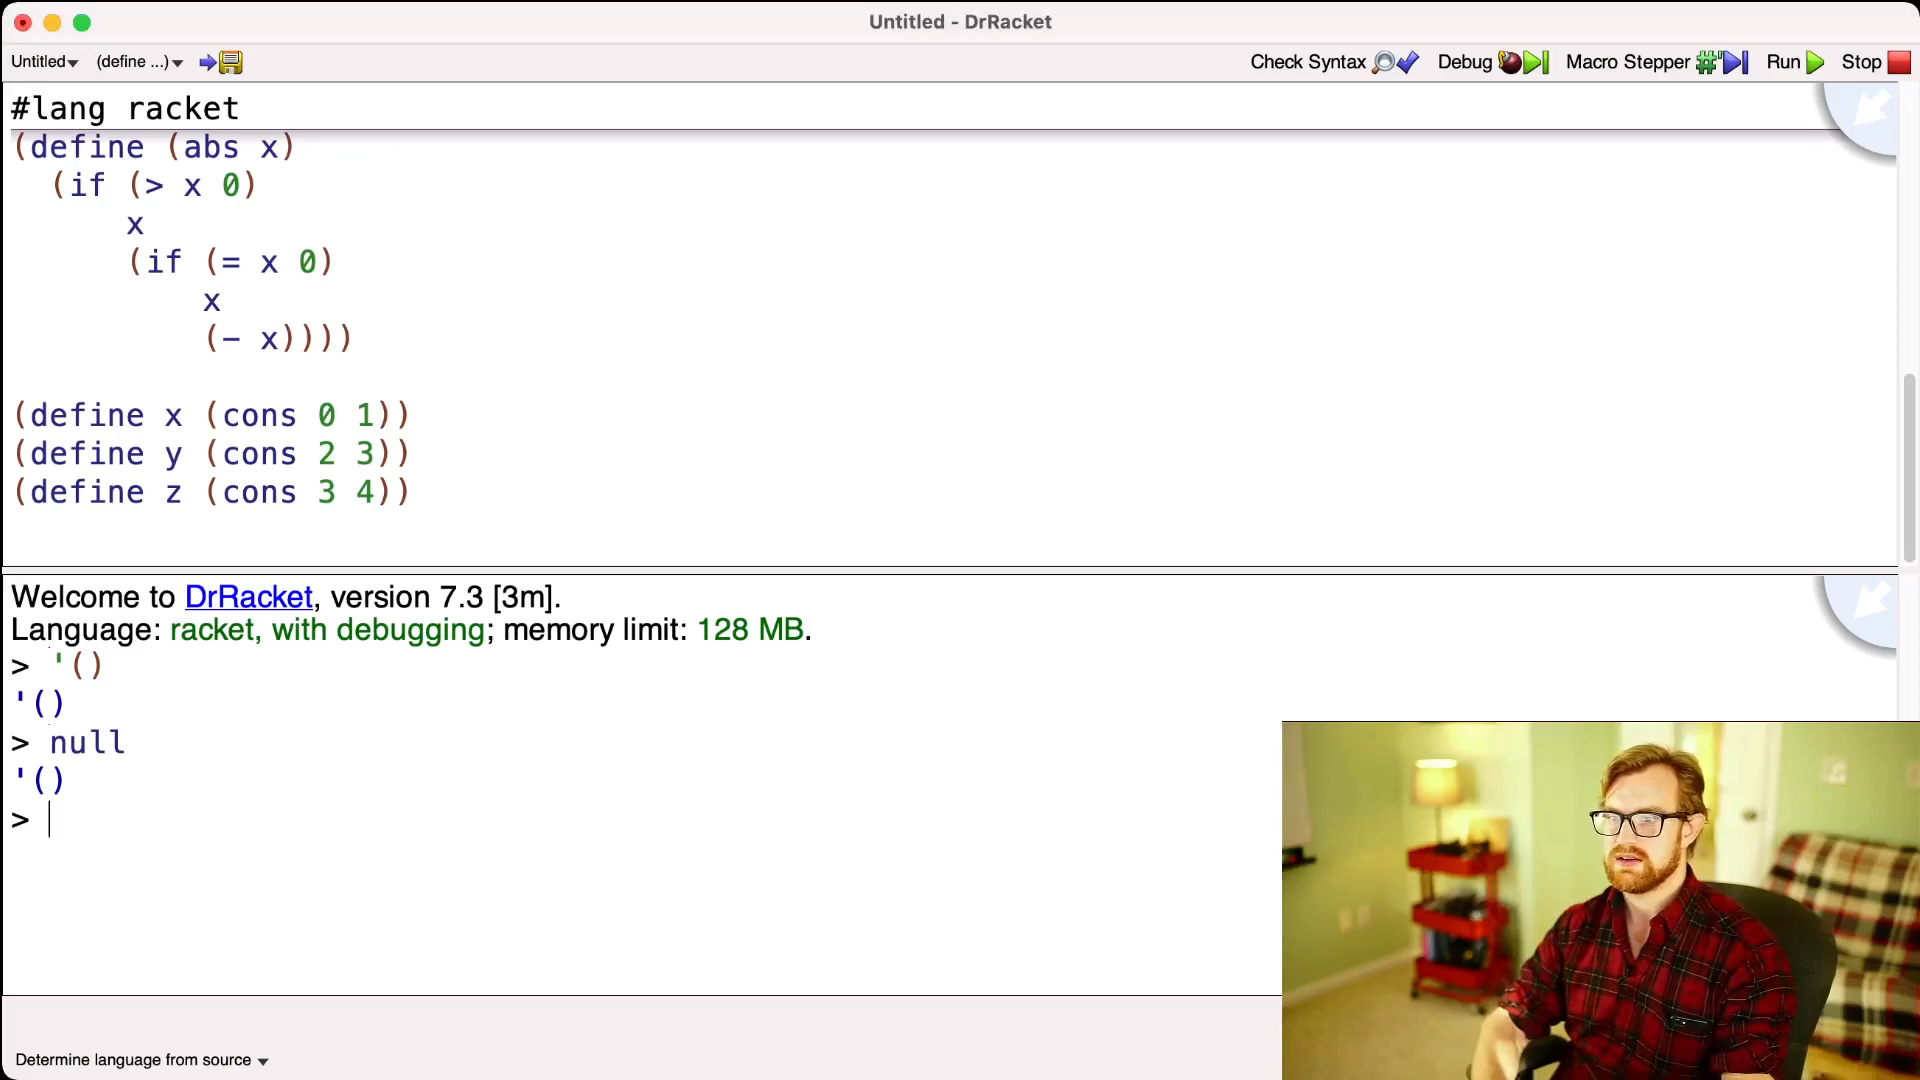 Untitled - DrRacket
Untitled (define ...) Check Syntax Debug Macro Stepper Run Stop
#lang racket
(define (abs x)
(if (> x 0)
x
(if (= x 0)
x
(- x))))
(define x (cons 0 1))
(define y (cons 2 3))
(define z (cons 3 4))
Welcome to DrRacket, version 7.3 [3m].
Language: racket, with debugging; memory limit: 128 MB.
> '()
'()
> null
'()
>
Determine language from source